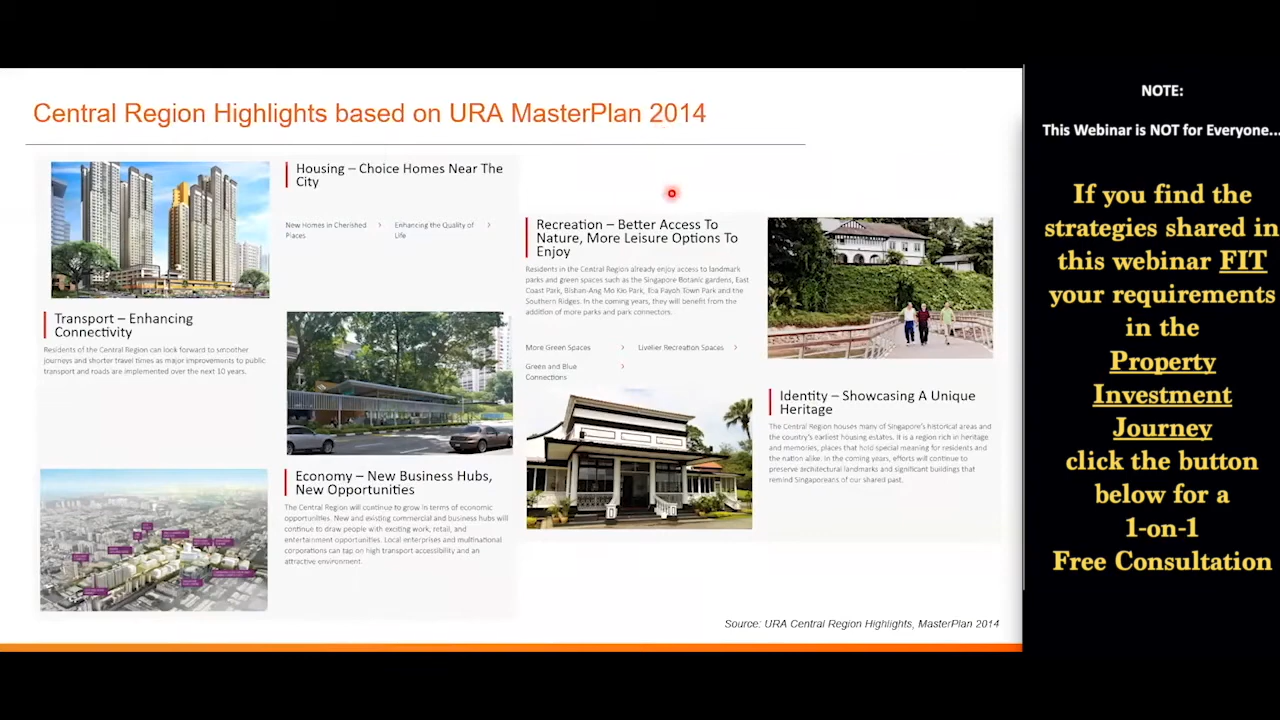 Central Region Highlights based on URA MasterPlan 2014
Housing – Choice Homes Near The
City
New Homes in Cherished
Places
Enhancing the Quality of
Life
Transport – Enhancing
Connectivity
Residents of the Central Region can look forward to smoother
journeys and shorter travel times as major improvements to public
transport and roads are implemented over the next 10 years.
Economy – New Business Hubs,
New Opportunities
The Central Region will continue to grow in terms of economic
opportunities. New and existing commercial and business hubs will
continue to draw people with exciting work, retail, and
entertainment opportunities. Local enterprises and multinational
corporations can tap on high transport accessibility and an
attractive environment.
Recreation – Better Access To
Nature, More Leisure Options To
Enjoy
Residents in the Central Region already enjoy access to landmark
parks and green spaces such as the Singapore Botanic gardens, East
Coast Park, Bishan-Ang Mo Kio Park, Toa Payoh Town Park and the
Southern Ridges. In the coming years, they will benefit from the
addition of more parks and park connectors.
More Green Spaces
Livelier Recreation Spaces
Green and Blue
Connections
Identity – Showcasing A Unique
Heritage
The Central Region houses many of Singapore's historical areas and
the country's earliest housing estates. It is a region rich in heritage
and memories, places that hold special meaning for residents and
the nation alike. In the coming years, efforts will continue to
preserve architectural landmarks and significant buildings that
remind Singaporeans of our shared past.
Source: URA Central Region Highlights, MasterPlan 2014
NOTE:
This Webinar is NOT for Everyone...
If you find the
strategies shared in
this webinar FIT
your requirements
in the
Property
Investment
Journey
click the button
below for a
1-on-1
Free Consultation